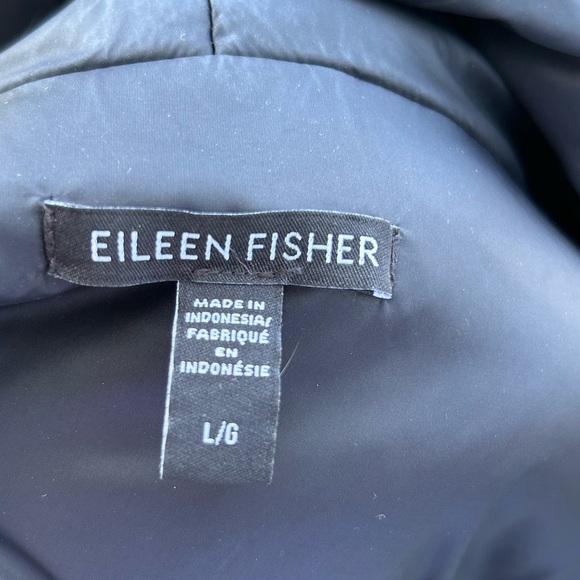 EILEEN FISHER
MADE IN
INDONESIA/
FABRIQUÉ
EN
INDONÉSIE
L/G